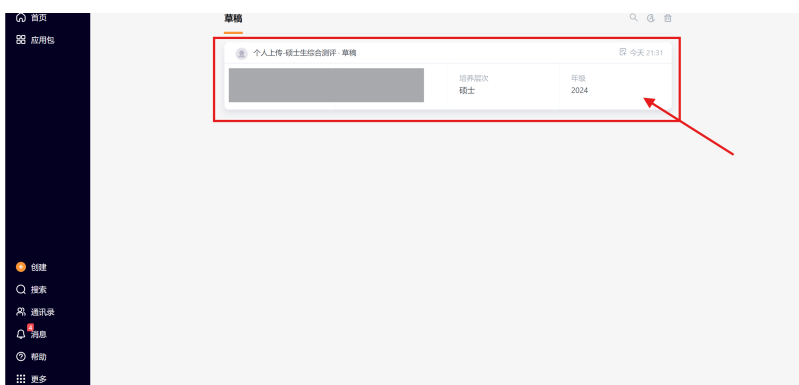 首页
应用包
草稿
个人上传-硕士生综合测评 · 草稿
今天 21:31
培养层次
硕士
年级
2024
创建
搜索
通讯录
4
消息
帮助
更多